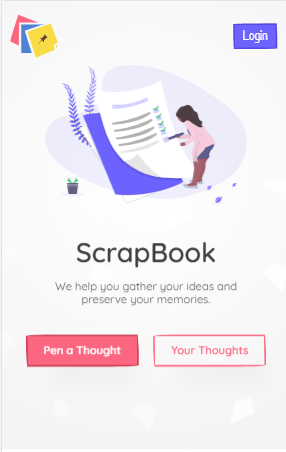 Login
ScrapBook
We help you gather your ideas and
preserve your memories.
Pen a Thought
Your Thoughts